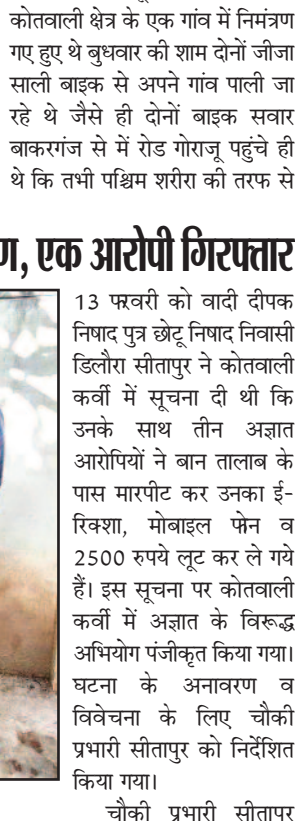 कोतवाली क्षेत्र के एक गांव में निमंत्रण
गए हुए थे बुधवार की शाम दोनों जीजा
साली बाइक से अपने गांव पाली जा
रहे थे जैसे ही दोनों बाइक सवार
बाकरगंज से में रोड गोराजू पहुंचे ही
थे कि तभी पश्चिम शरीरा की तरफ से
ण, एक आरोपी गिरफ्तार
13 फरवरी को वादी दीपक
निषाद पुत्र छोटू निषाद निवासी
डिलौरा सीतापुर ने कोतवाली
कर्वी में सूचना दी थी कि
उनके साथ तीन अज्ञात
आरोपियों ने बान तालाब के
पास मारपीट कर उनका ई-
रिक्शा, मोबाइल फोन व
2500 रुपये लूट कर ले गये
हैं। इस सूचना पर कोतवाली
कर्वी में अज्ञात के विरूद्ध
अभियोग पंजीकृत किया गया।
घटना के अनावरण व
विवेचना के लिए चौकी
प्रभारी सीतापुर को निर्देशित
किया गया।
चौकी प्रभारी सीतापुर